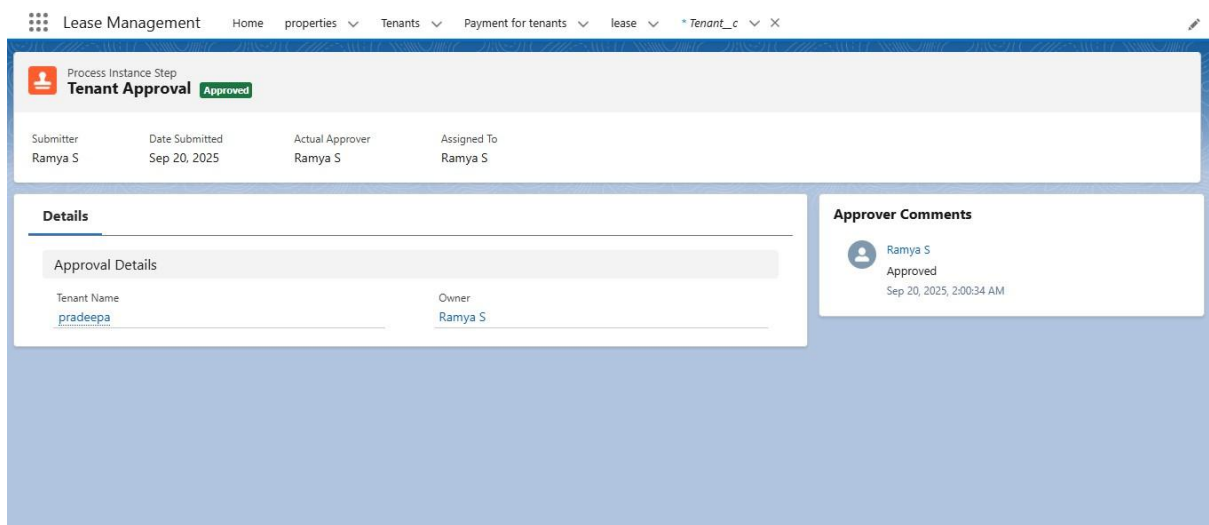 Lease Management Home properties Tenants Payment for tenants lease * Tenant__c
Process Instance Step
Tenant Approval Approved
Submitter Date Submitted Actual Approver Assigned To
Ramya S Sep 20, 2025 Ramya S Ramya S
Details
Approval Details
Tenant Name Owner
pradeepa Ramya S
Approver Comments
Ramya S
Approved
Sep 20, 2025, 2:00:34 AM